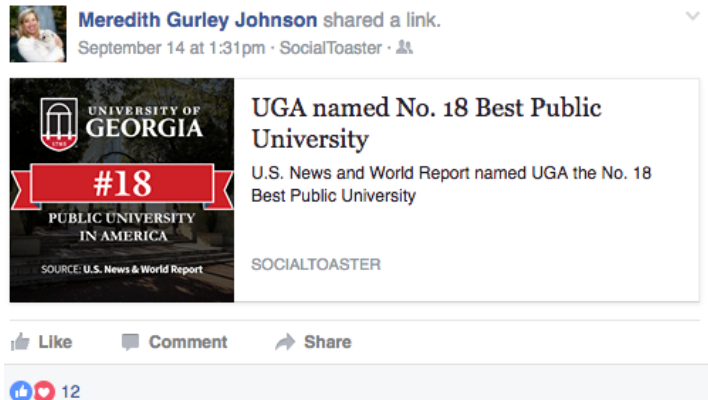 Meredith Gurley Johnson shared a link.
September 14 at 1:31pm · SocialToaster ·
UNIVERSITY OF
GEORGIA
1785
#18
PUBLIC UNIVERSITY
IN AMERICA
SOURCE: U.S. News & World Report
UGA named No. 18 Best Public
University
U.S. News and World Report named UGA the No. 18
Best Public University
SOCIALTOASTER
Like Comment Share
12